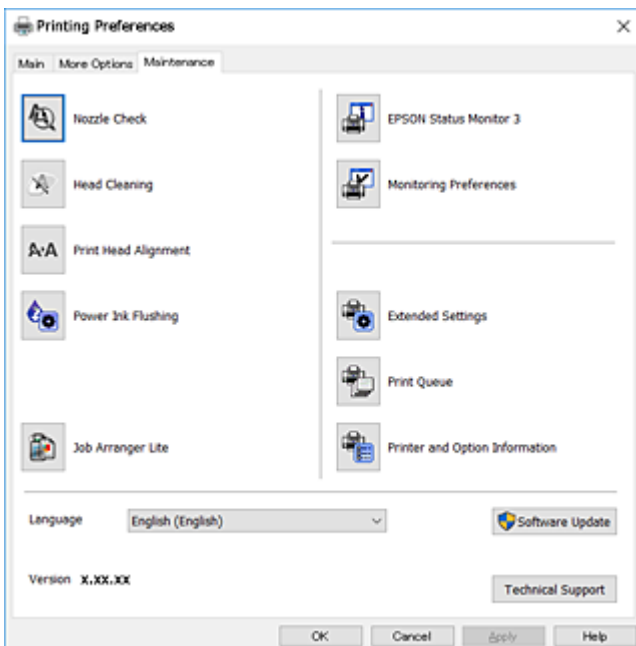 Printing Preferences
Main More Options Maintenance
Nozzle Check
EPSON Status Monitor 3
Head Cleaning
Monitoring Preferences
A·A Print Head Alignment
Power Ink Flushing
Extended Settings
Print Queue
Job Arranger Lite
Printer and Option Information
Language English (English)
Software Update
Version X.XX.XX
Technical Support
OK Cancel Apply Help